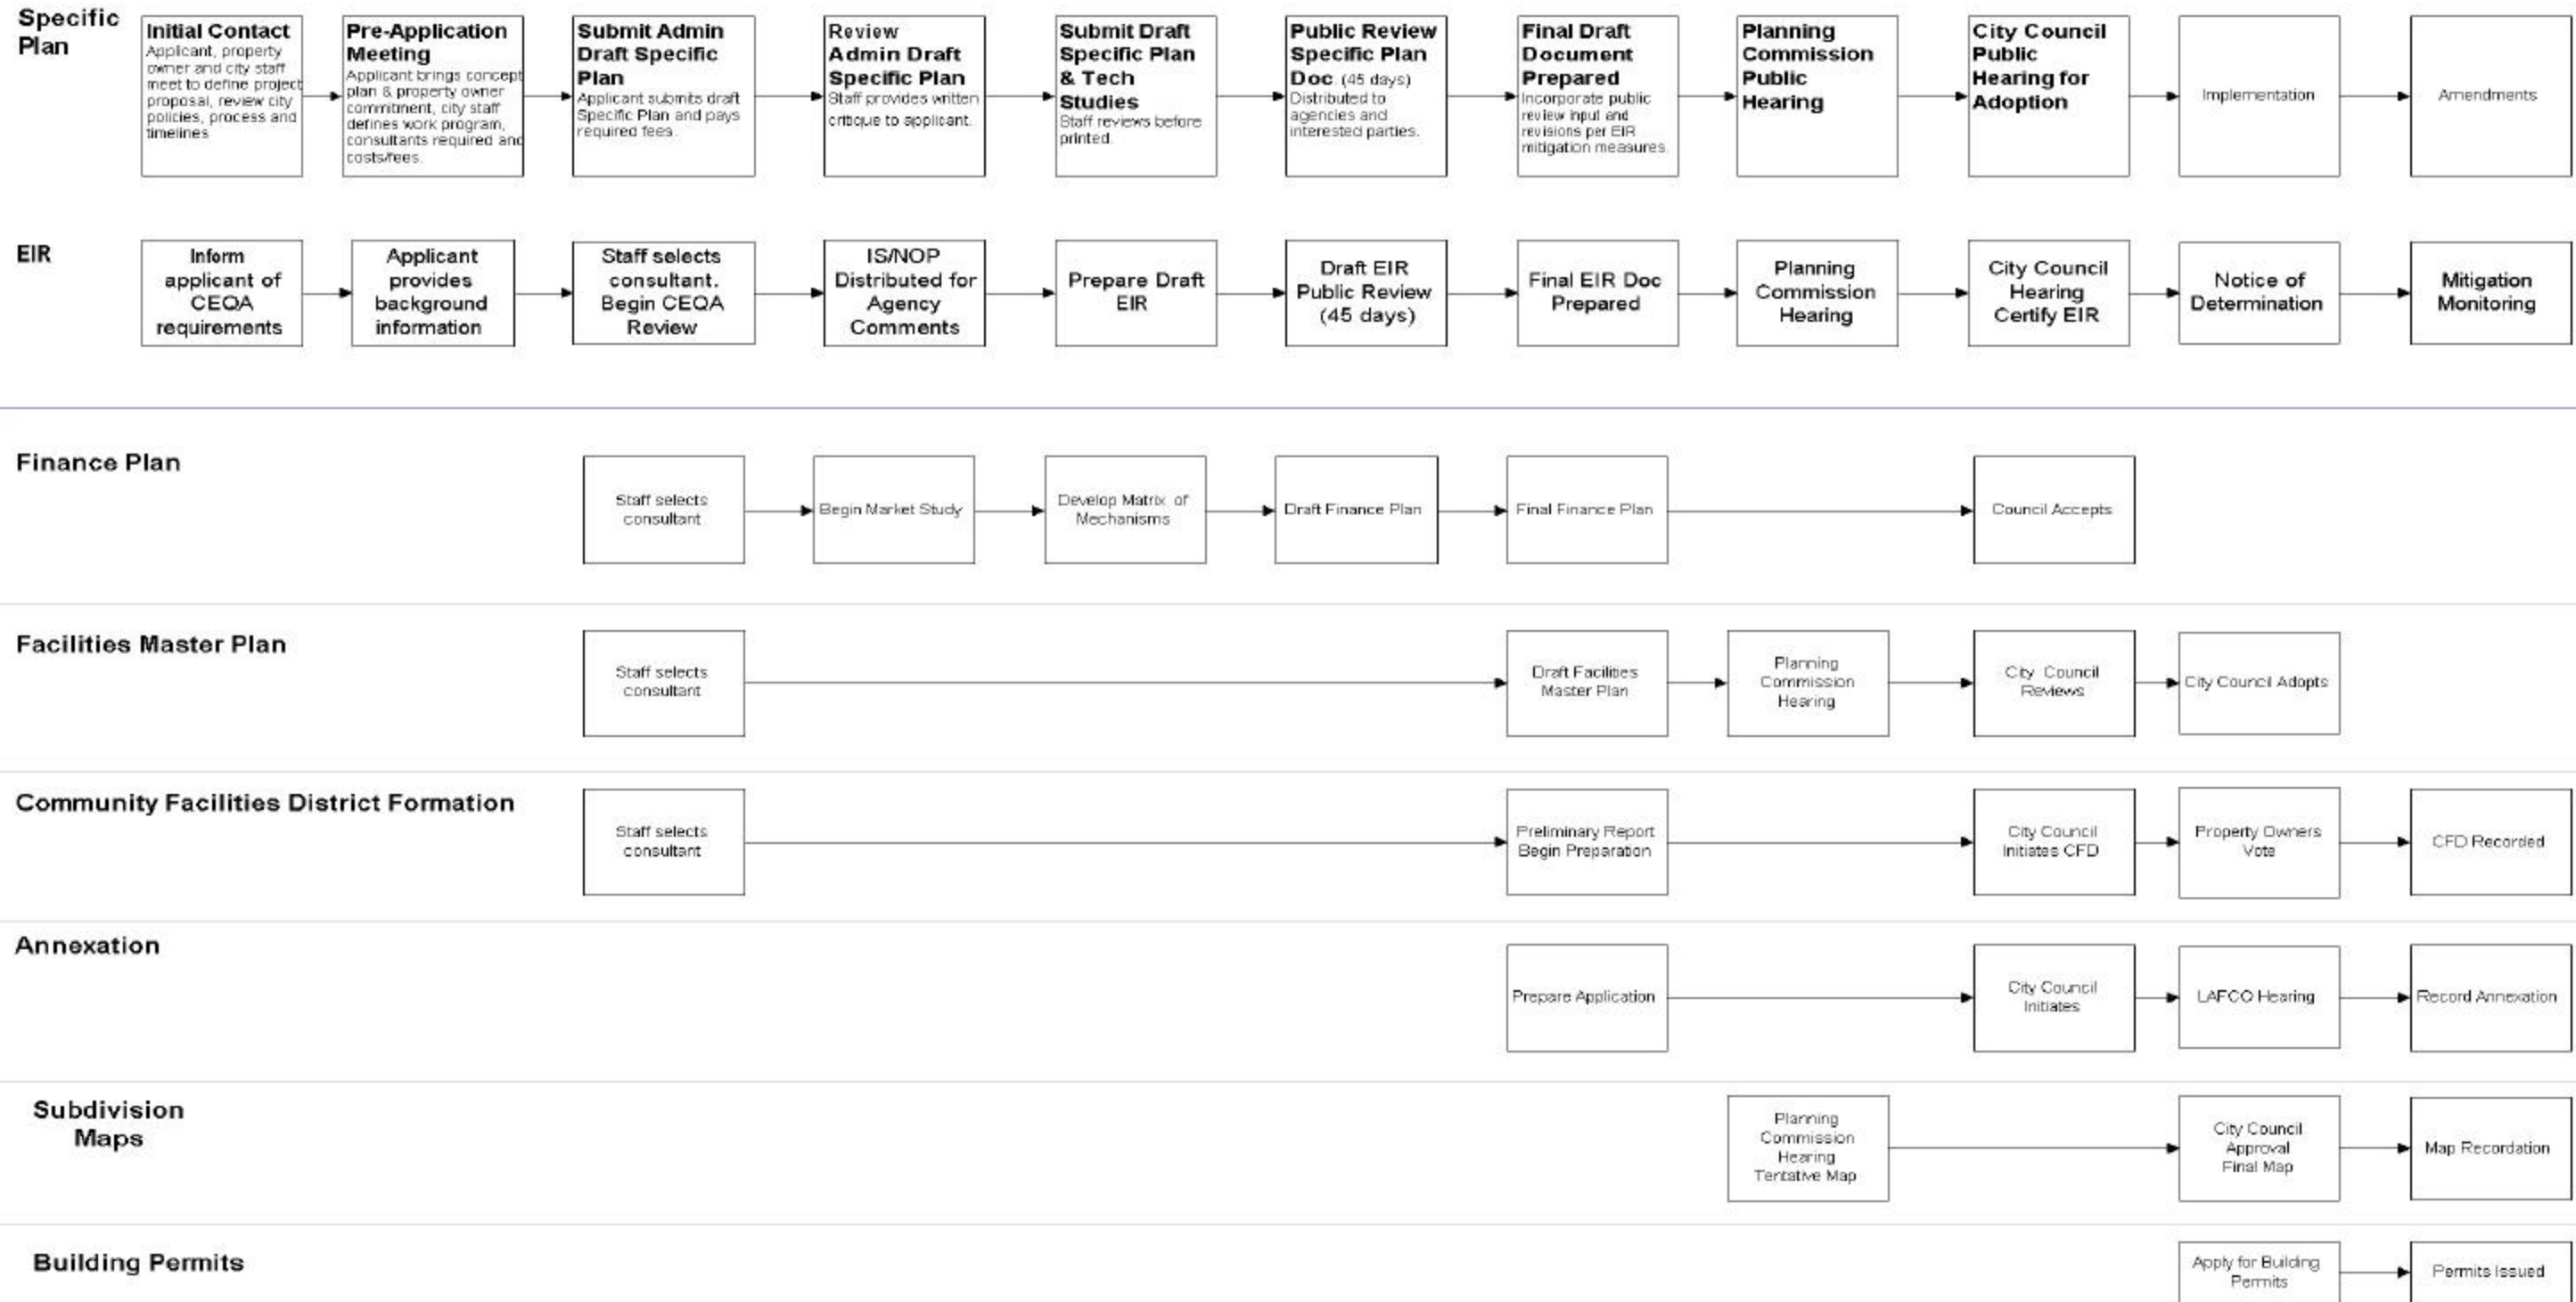 Specific
Plan
Initial Contact
Applicant, property
owner and city staff
meet to define project
proposal, review city
policies, process and
timelines
Pre-Application
Meeting
Applicant brings concept
plan & property owner
commitment, city staff
defines work program,
consultants required and
costs/fees.
Submit Admin
Draft Specific
Plan
Applicant submits draft
Specific Plan and pays
required fees.
Review
Admin Draft
Specific Plan
Staff provides written
critique to applicant.
Submit Draft
Specific Plan
& Tech
Studies
Staff reviews before
printed.
Public Review
Specific Plan
Doc. (45 days)
Distributed to
agencies and
interested parties.
Final Draft
Document
Prepared
Incorporate public
review input and
revisions per EIR
mitigation measures.
Planning
Commission
Public
Hearing
City Council
Public
Hearing for
Adoption
Implementation
Amendments
EIR
Inform
applicant of
CEQA
requirements
Applicant
provides
background
information
Staff selects
consultant.
Begin CEQA
Review
IS/NOP
Distributed for
Agency
Comments
Prepare Draft
EIR
Draft EIR
Public Review
(45 days)
Final EIR Doc
Prepared
Planning
Commission
Hearing
City Council
Hearing
Certify EIR
Notice of
Determination
Mitigation
Monitoring
Finance Plan
Staff selects
consultant
Begin Market Study
Develop Matrix of
Mechanisms
Draft Finance Plan
Final Finance Plan
Council Accepts
Facilities Master Plan
Staff selects
consultant
Draft Facilities
Master Plan
Planning
Commission
Hearing
City Council
Reviews
City Council Adopts
Community Facilities District Formation
Staff selects
consultant
Preliminary Report
Begin Preparation
City Council
Initiates CFD
Property Owners
Vote
CFD Recorded
Annexation
Prepare Application
City Council
Initiates
LAFCO Hearing
Record Annexation
Subdivision
Maps
Planning
Commission
Hearing
Tentative Map
City Council
Approval
Final Map
Map Recordation
Building Permits
Apply for Building
Permits
Permits Issued